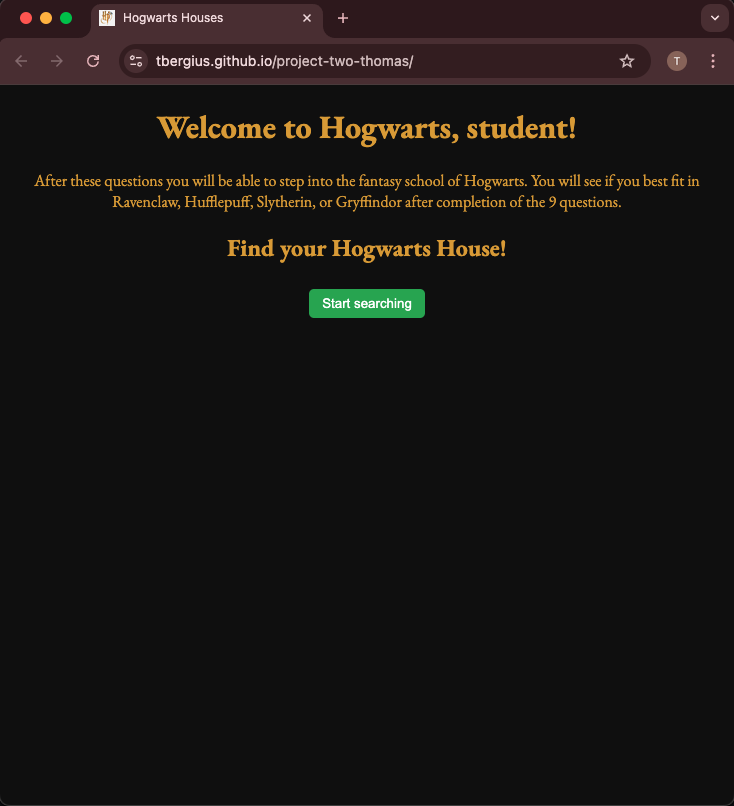 Hogwarts Houses
tbergius.github.io/project-two-thomas/
T
Welcome to Hogwarts, student!
After these questions you will be able to step into the fantasy school of Hogwarts. You will see if you best fit in
Ravenclaw, Hufflepuff, Slytherin, or Gryffindor after completion of the 9 questions.
Find your Hogwarts House!
Start searching